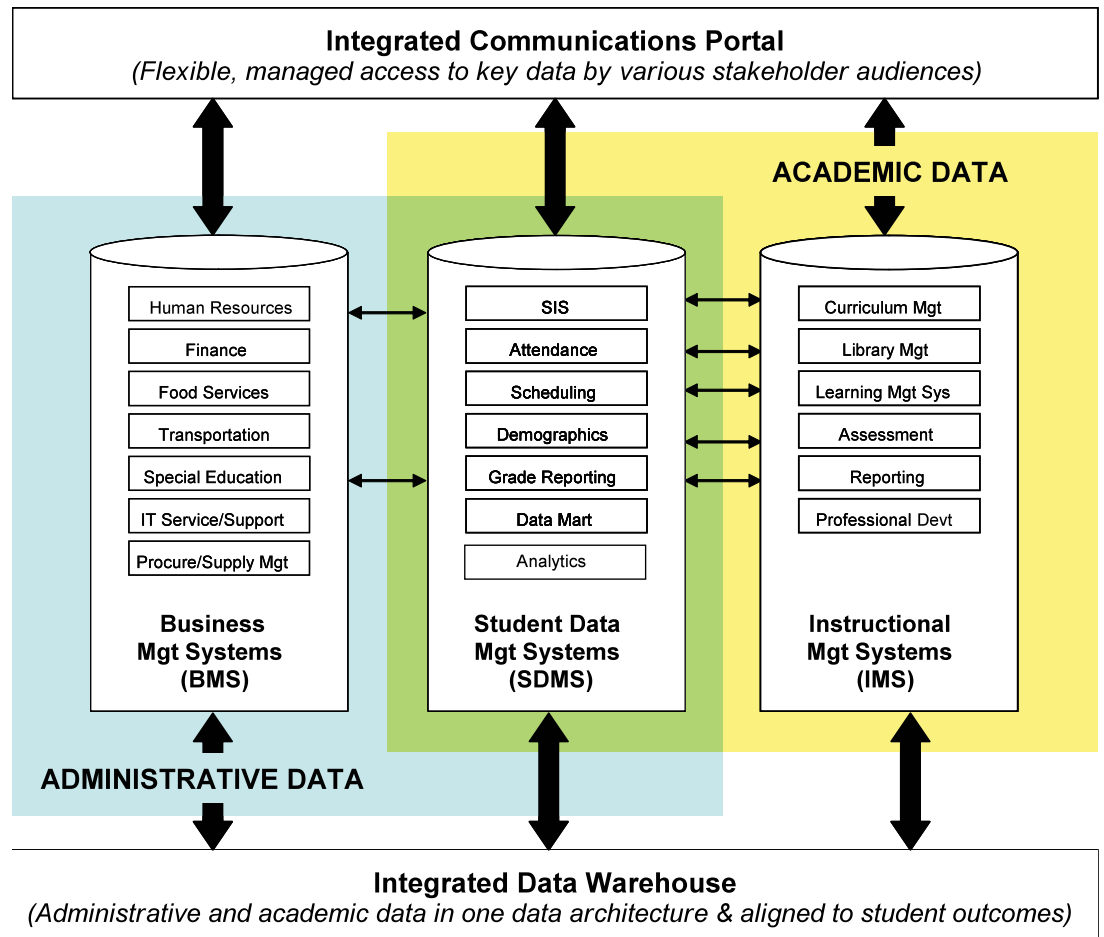 Integrated Communications Portal
(Flexible, managed access to key data by various stakeholder audiences)
ACADEMIC DATA
Human Resources
Finance
Food Services
Transportation
Special Education
IT Service/Support
Procure/Supply Mgt
Business
Mgt Systems
(BMS)
SIS
Attendance
Scheduling
Demographics
Grade Reporting
Data Mart
Analytics
Student Data
Mgt Systems
(SDMS)
Curriculum Mgt
Library Mgt
Learning Mgt Sys
Assessment
Reporting
Professional Devt
Instructional
Mgt Systems
(IMS)
ADMINISTRATIVE DATA
Integrated Data Warehouse
(Administrative and academic data in one data architecture & aligned to student outcomes)